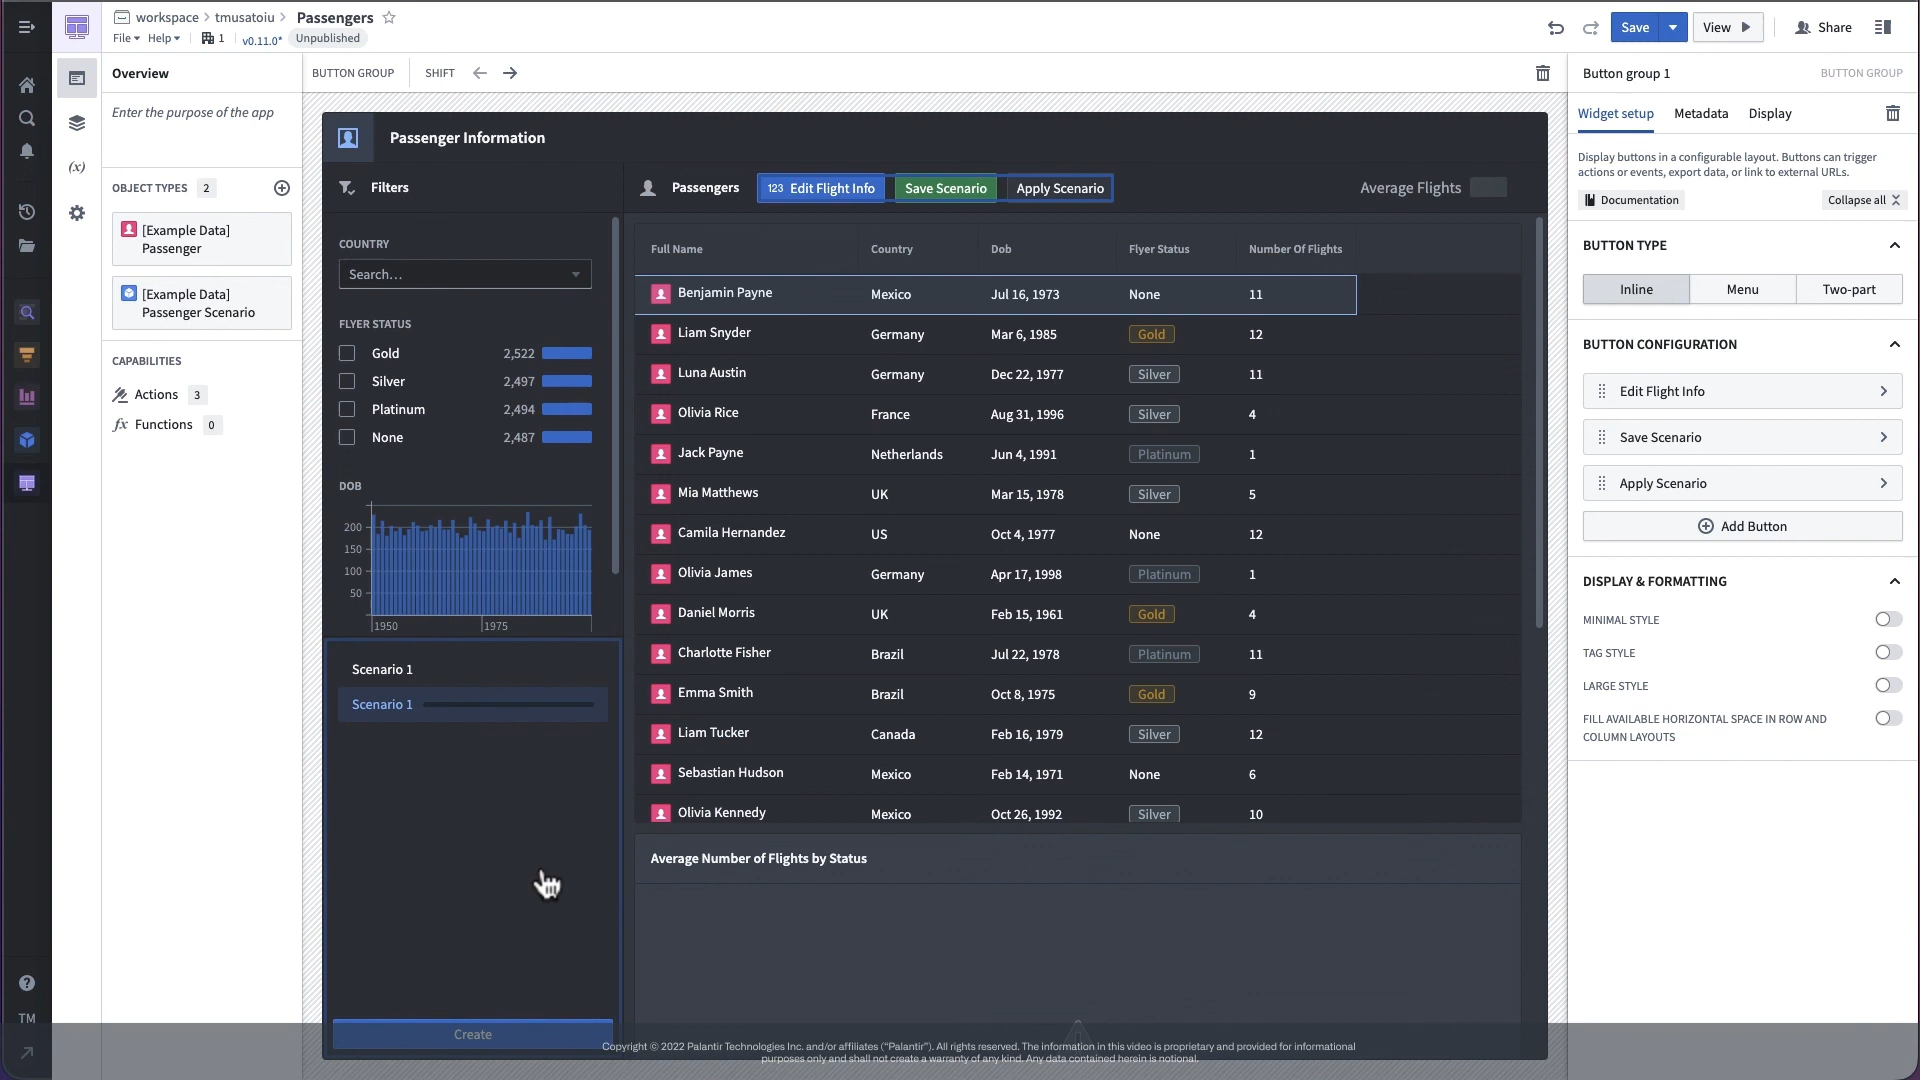 workspace > tmusatoiu > Passengers
File Help 1 v0.11.0* Unpublished
Save View Share
Overview
BUTTON GROUP SHIFT
Button group 1 BUTTON GROUP
Enter the purpose of the app
Widget setup Metadata Display
Display buttons in a configurable layout. Buttons can trigger
actions or events, export data, or link to external URLs.
Documentation Collapse all
OBJECT TYPES 2
[Example Data]
Passenger
[Example Data]
Passenger Scenario
CAPABILITIES
Actions 3
fx Functions 0
(x)
TM
Passenger Information
Filters
COUNTRY
Search...
FLYER STATUS
Gold 2,522
Silver 2,497
Platinum 2,494
None 2,487
DOB
200
150
100
50
1950 1975
Scenario 1
Scenario 1
Create
Passengers 123 Edit Flight Info Save Scenario Apply Scenario Average Flights
Full Name Country Dob Flyer Status Number Of Flights
Benjamin Payne Mexico Jul 16, 1973 None 11
Liam Snyder Germany Mar 6, 1985 Gold 12
Luna Austin Germany Dec 22, 1977 Silver 11
Olivia Rice France Aug 31, 1996 Silver 4
Jack Payne Netherlands Jun 4, 1991 Platinum 1
Mia Matthews UK Mar 15, 1978 Silver 5
Camila Hernandez US Oct 4, 1977 None 12
Olivia James Germany Apr 17, 1998 Platinum 1
Daniel Morris UK Feb 15, 1961 Gold 4
Charlotte Fisher Brazil Jul 22, 1978 Platinum 11
Emma Smith Brazil Oct 8, 1975 Gold 9
Liam Tucker Canada Feb 16, 1979 Silver 12
Sebastian Hudson Mexico Feb 14, 1971 None 6
Olivia Kennedy Mexico Oct 26, 1992 Silver 10
Average Number of Flights by Status
BUTTON TYPE
Inline Menu Two-part
BUTTON CONFIGURATION
Edit Flight Info
Save Scenario
Apply Scenario
Add Button
DISPLAY & FORMATTING
MINIMAL STYLE
TAG STYLE
LARGE STYLE
FILL AVAILABLE HORIZONTAL SPACE IN ROW AND
COLUMN LAYOUTS
Copyright © 2022 Palantir Technologies Inc. and/or affiliates ("Palantir"). All rights reserved. The information in this video is proprietary and provided for informational
purposes only and shall not create a warranty of any kind. Any data contained herein is notional.